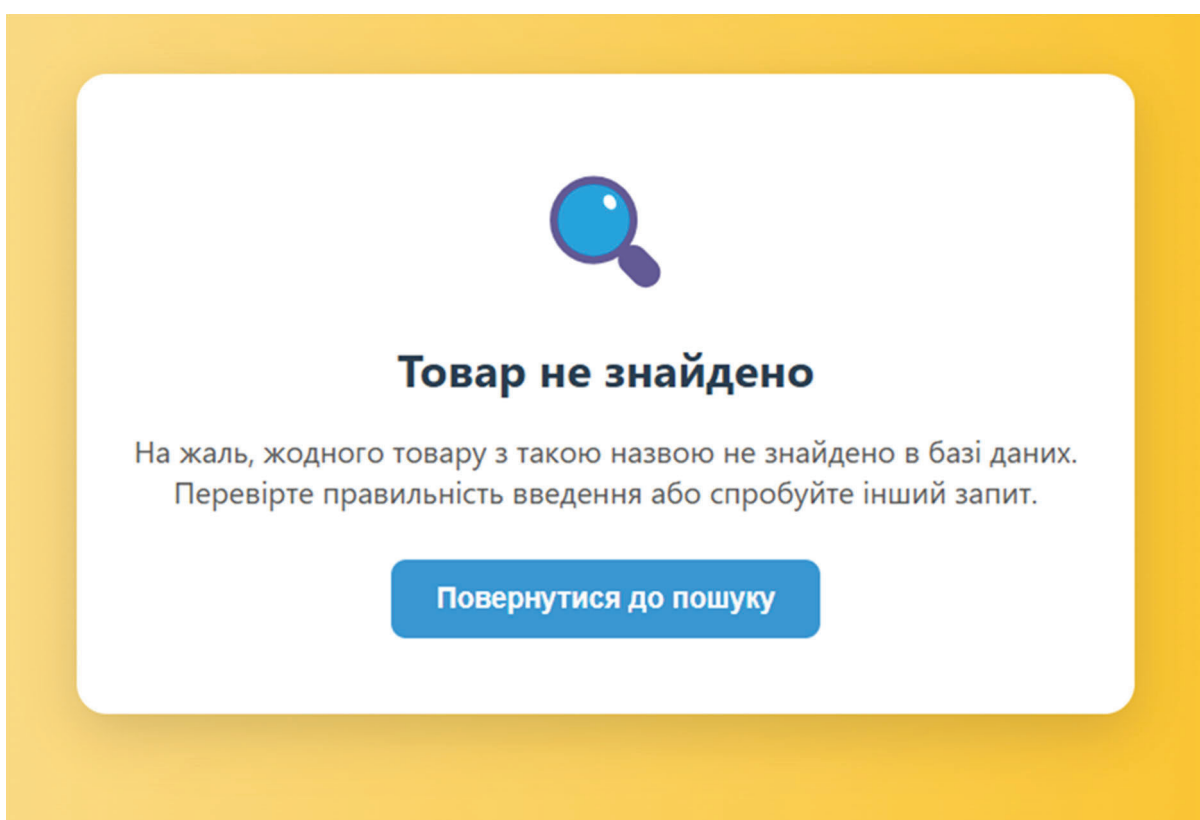 Товар не знайдено
На жаль, жодного товару з такою назвою не знайдено в базі даних.
Перевірте правильність введення або спробуйте інший запит.
Повернутися до пошуку